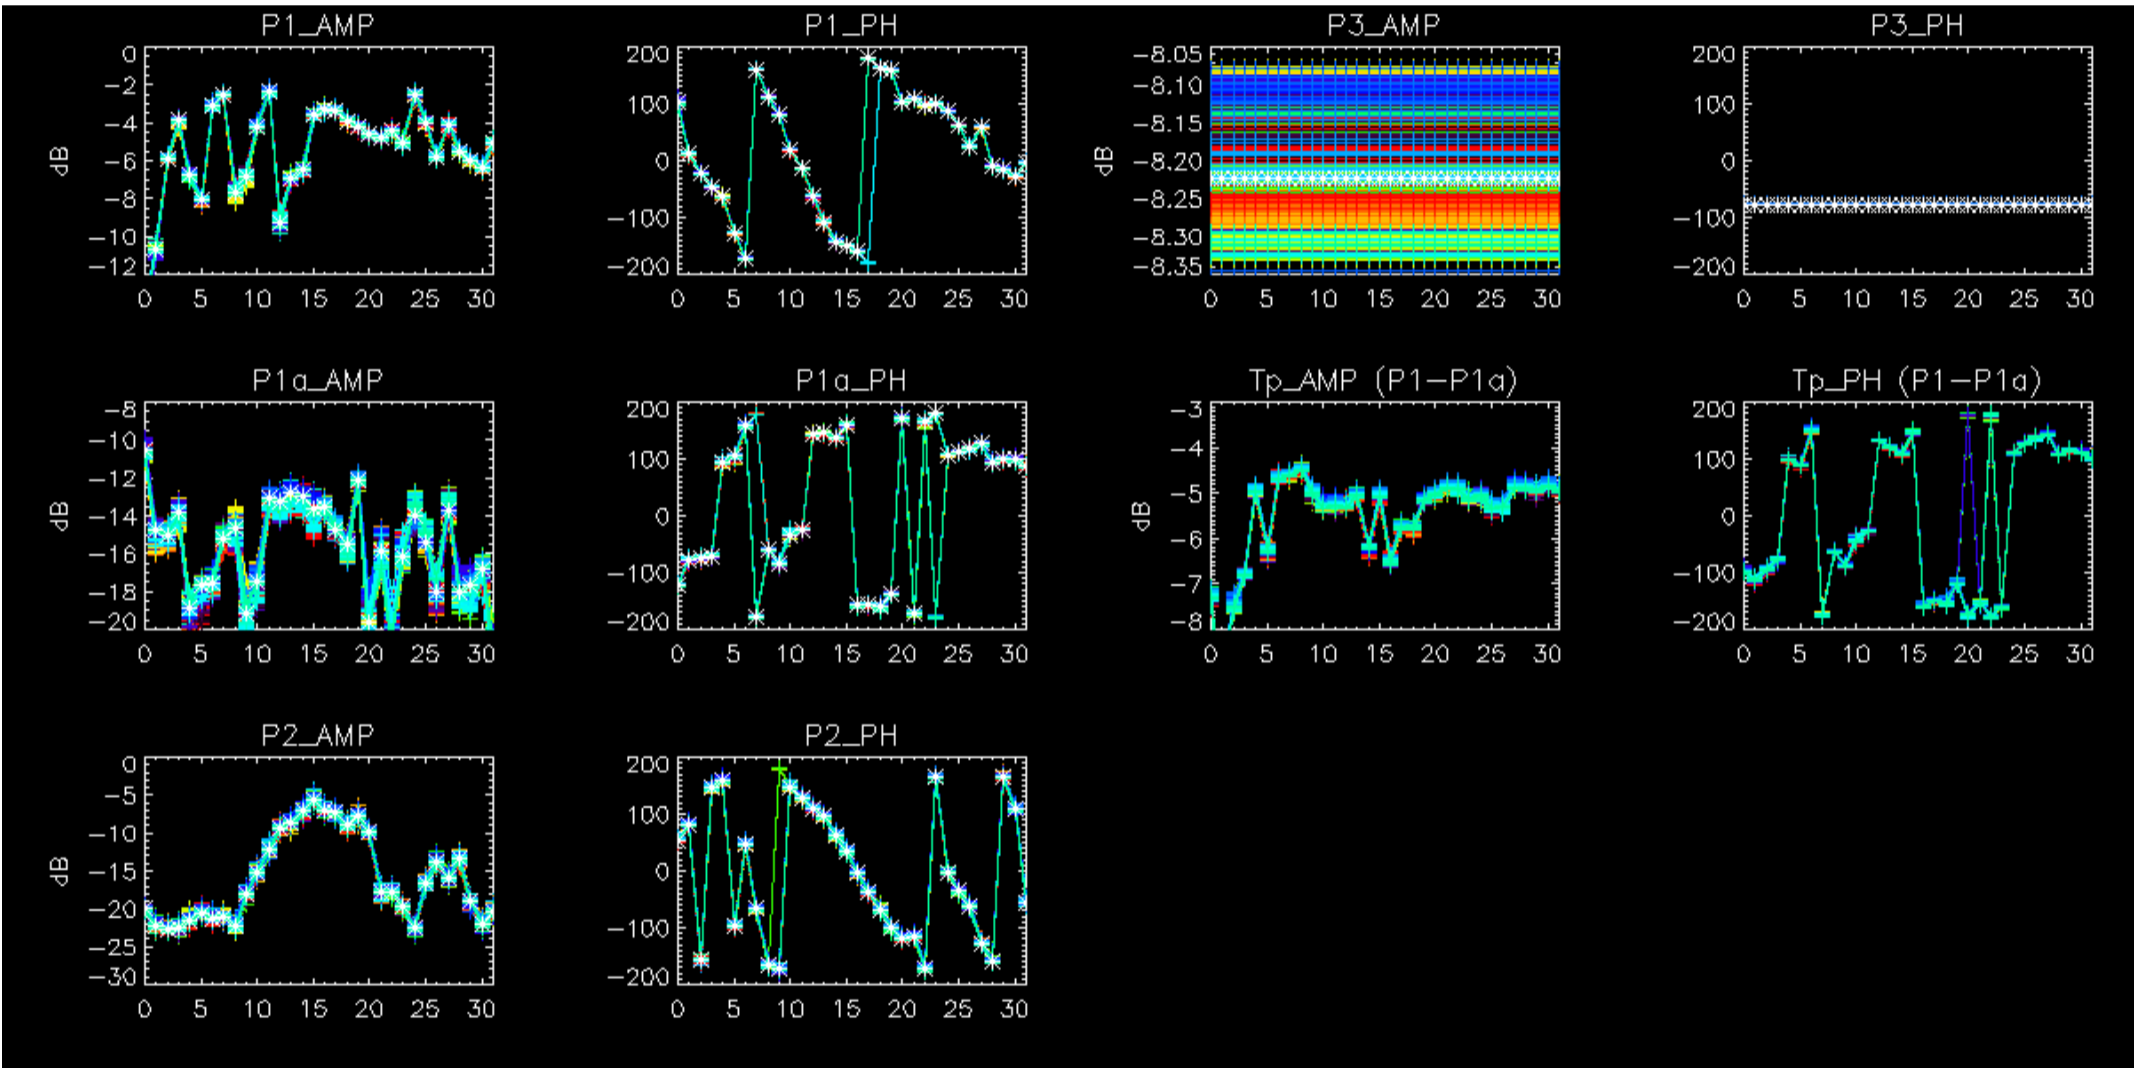 P1_AMP
0
−2
−4
−6
−8
−10
−12
dB
0 5 10 15 20 25 30
P1_PH
200
100
0
−100
−200
0 5 10 15 20 25 30
P3_AMP
−8.05
−8.10
−8.15
−8.20
−8.25
−8.30
−8.35
dB
0 5 10 15 20 25 30
P3_PH
200
100
0
−100
−200
0 5 10 15 20 25 30
P1a_AMP
−8
−10
−12
−14
−16
−18
−20
dB
0 5 10 15 20 25 30
P1a_PH
200
100
0
−100
−200
0 5 10 15 20 25 30
Tp_AMP (P1−P1a)
−3
−4
−5
−6
−7
−8
dB
0 5 10 15 20 25 30
Tp_PH (P1−P1a)
200
100
0
−100
−200
0 5 10 15 20 25 30
P2_AMP
0
−5
−10
−15
−20
−25
−30
dB
0 5 10 15 20 25 30
P2_PH
200
100
0
−100
−200
0 5 10 15 20 25 30